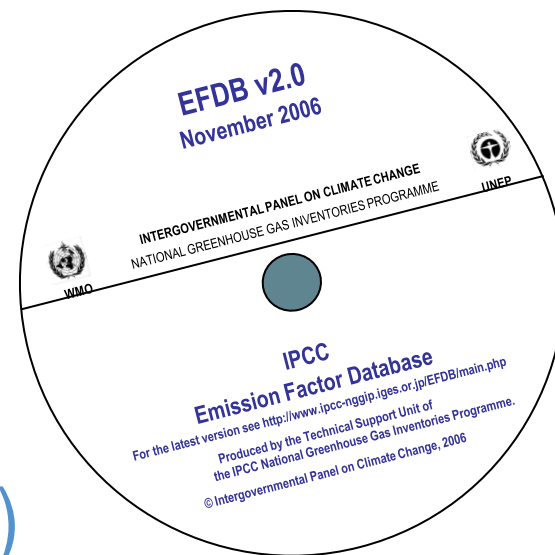 EFDB v2.0
November 2006
INTERGOVERNMENTAL PANEL ON CLIMATE CHANGE
NATIONAL GREENHOUSE GAS INVENTORIES PROGRAMME
UNEP
WMO
IPCC
Emission Factor Database
For the latest version see http://www.ipcc-nggip.iges.or.jp/EFDB/main.php
Produced by the Technical Support Unit of
the IPCC National Greenhouse Gas Inventories Programme.
© Intergovernmental Panel on Climate Change, 2006
)